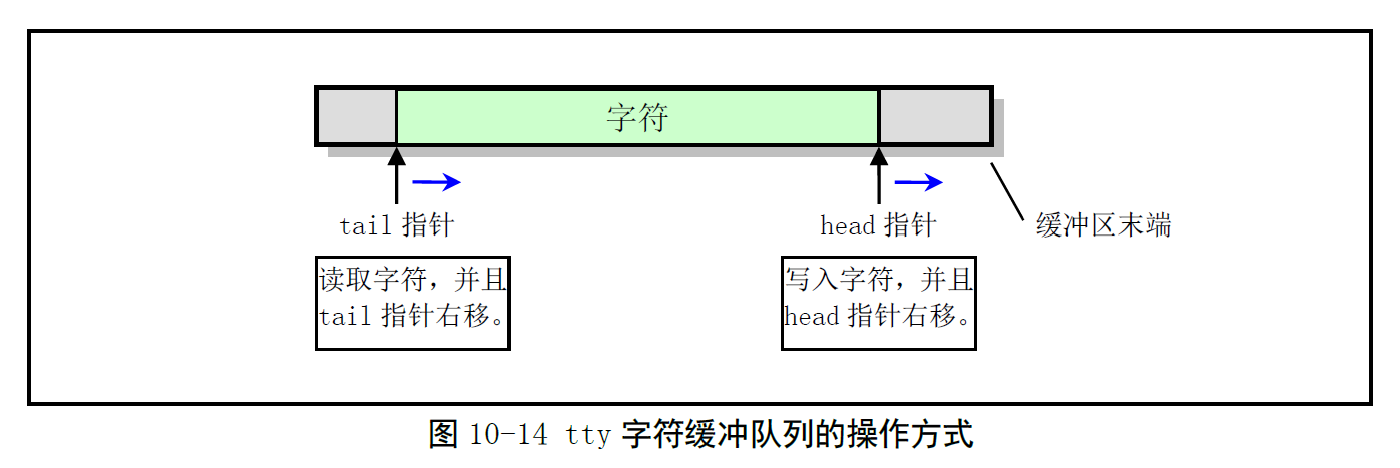 字符
tail 指针
head 指针
缓冲区末端
读取字符，并且
tail 指针右移。
写入字符，并且
head 指针右移。
图 10-14 tty 字符缓冲队列的操作方式